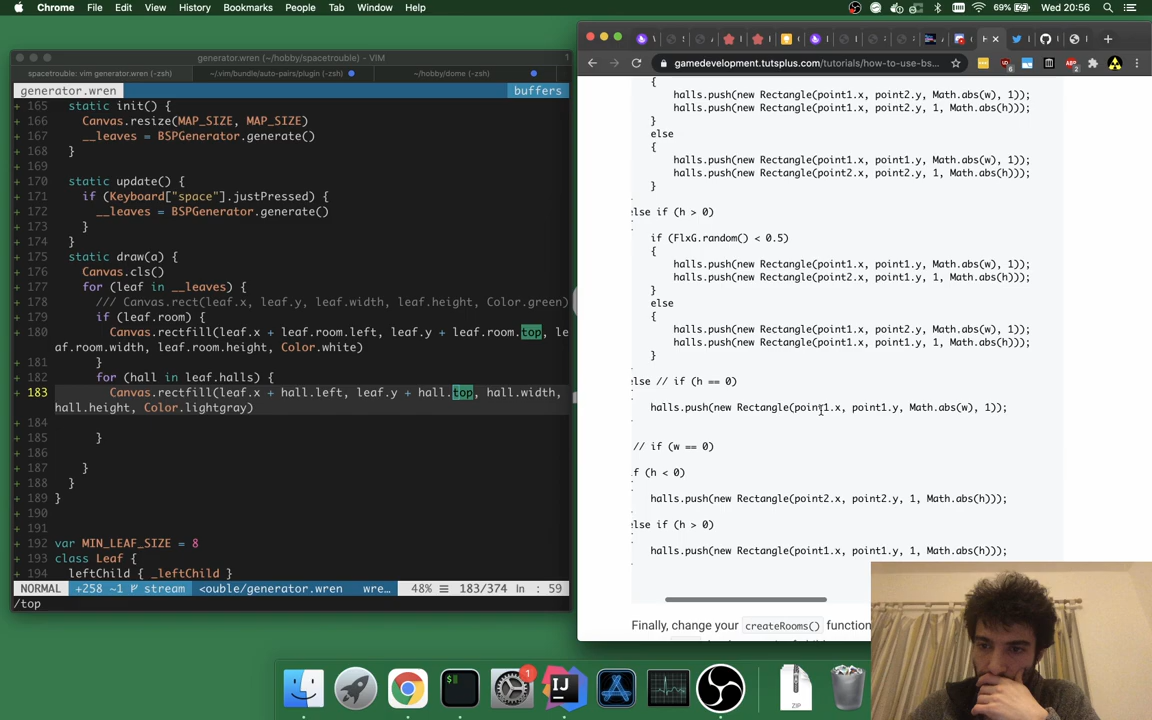 Chrome File Edit View History Bookmarks People Tab Window Help 69% Wed 20:56
spacetrouble: vim generator.wren (-zsh) ~/.vim/bundle/auto-pairs/plugin (-zsh) ~/hobby/dome (-zsh)
~/hobby/spacetrouble — VIM
generator.wren buffers
+ 165 static init() {
+ 166 Canvas.resize(MAP_SIZE, MAP_SIZE)
+ 167 __leaves = BSPGenerator.generate()
+ 168 }
+ 169
+ 170 static update() {
+ 171 if (Keyboard["space"].justPressed) {
+ 172 __leaves = BSPGenerator.generate()
+ 173 }
+ 174 }
+ 175 static draw(a) {
+ 176 Canvas.cls()
+ 177 for (leaf in __leaves) {
+ 178 /// Canvas.rect(leaf.x, leaf.y, leaf.width, leaf.height, Color.green)
+ 179 if (leaf.room) {
+ 180 Canvas.rectfill(leaf.x + leaf.room.left, leaf.y + leaf.room.top, le
af.room.width, leaf.room.height, Color.white)
+ 181 }
+ 182 for (hall in leaf.halls) {
+ 183 Canvas.rectfill(leaf.x + hall.left, leaf.y + hall.top, hall.width,
hall.height, Color.lightgray)
+ 184
+ 185 }
+ 186
+ 187 }
+ 188 }
+ 189 }
+ 190
+ 191
+ 192 var MIN_LEAF_SIZE = 8
+ 193 class Leaf {
+ 194 leftChild { _leftChild }
NORMAL +258 ~1 stream <ouble/generator.wren wre… 48% 183/374 ln : 59
/top
gamedevelopment.tutsplus.com/tutorials/how-to-use-bs...
{
halls.push(new Rectangle(point1.x, point2.y, Math.abs(w), 1));
halls.push(new Rectangle(point1.x, point2.y, 1, Math.abs(h)));
}
else
{
halls.push(new Rectangle(point1.x, point1.y, Math.abs(w), 1));
halls.push(new Rectangle(point2.x, point2.y, 1, Math.abs(h)));
}
else if (h > 0)
if (FlxG.random() < 0.5)
{
halls.push(new Rectangle(point1.x, point1.y, Math.abs(w), 1));
halls.push(new Rectangle(point2.x, point1.y, 1, Math.abs(h)));
}
else
{
halls.push(new Rectangle(point1.x, point2.y, Math.abs(w), 1));
halls.push(new Rectangle(point1.x, point1.y, 1, Math.abs(h)));
}
else // if (h == 0)
halls.push(new Rectangle(point1.x, point1.y, Math.abs(w), 1));
// if (w == 0)
if (h < 0)
halls.push(new Rectangle(point2.x, point2.y, 1, Math.abs(h)));
else if (h > 0)
halls.push(new Rectangle(point1.x, point1.y, 1, Math.abs(h)));
Finally, change your createRooms() function